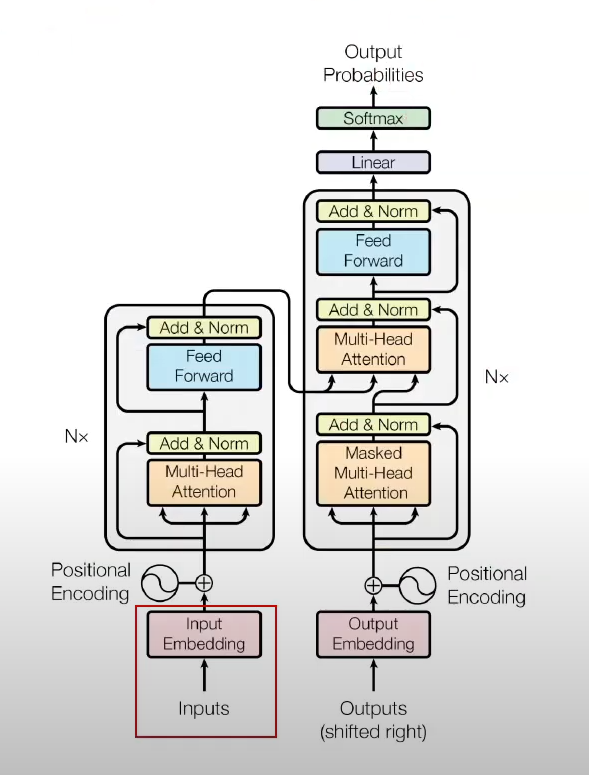 Output
Probabilities
Softmax
Linear
Add & Norm
Feed
Forward
Add & Norm
Multi-Head
Attention
Add & Norm
Masked
Multi-Head
Attention
Nx
Positional
Encoding
Output
Embedding
Outputs
(shifted right)
Add & Norm
Feed
Forward
Add & Norm
Multi-Head
Attention
Nx
Positional
Encoding
Input
Embedding
Inputs